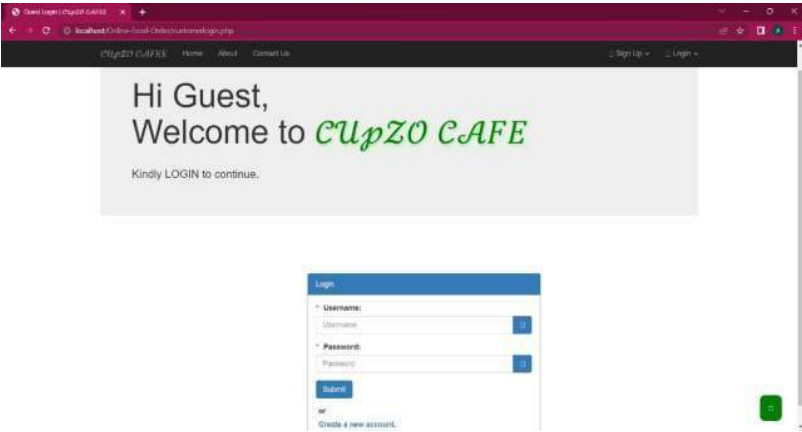 Guest Login | CUpZO CAFEE
localhost/Online-Food-Order/customerlogin.php
CUpZO CAFEE Home About Contact Us Sign Up Login
Hi Guest,
Welcome to CUpZO CAFE
Kindly LOGIN to continue.
Login
* Username:
Username
* Password:
Password
Submit
or
Create a new account.